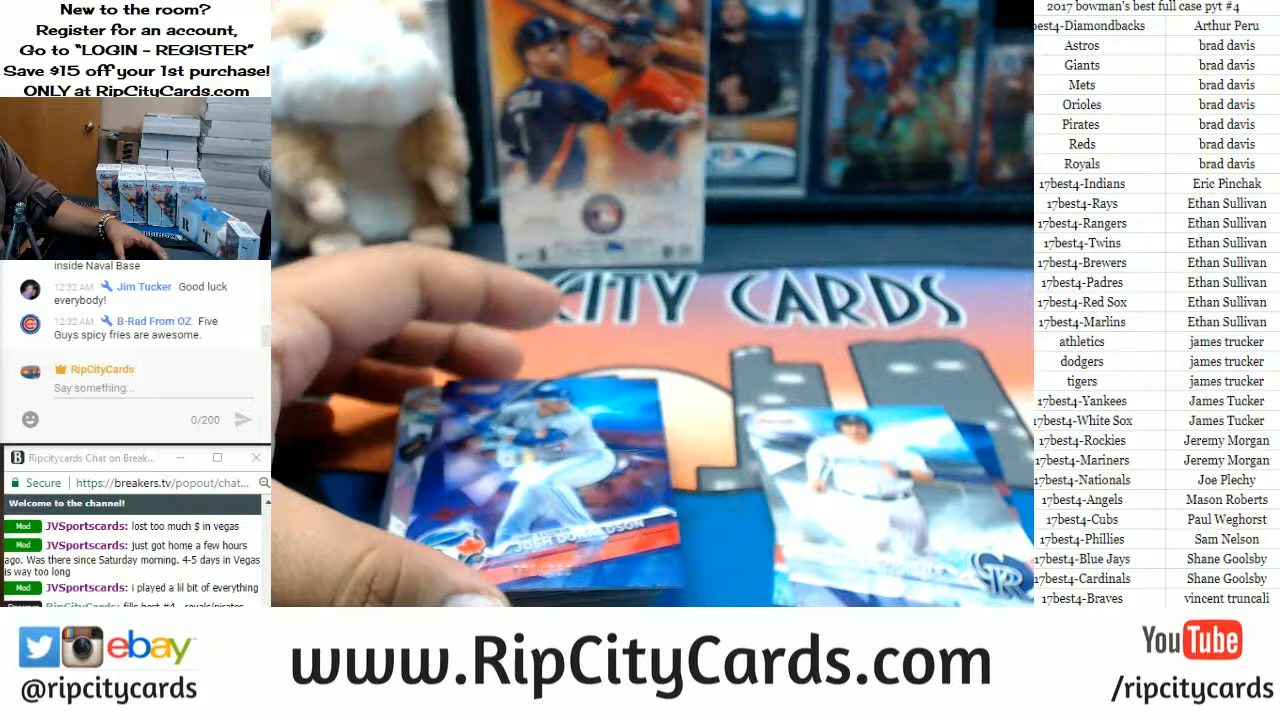 New to the room?
Register for an account,
Go to “LOGIN - REGISTER”
Save $15 off your 1st purchase!
ONLY at RipCityCards.com
inside Naval Base
12:32 AM Jim Tucker Good luck
everybody!
12:32 AM B-Rad From OZ Five
Guys spicy fries are awesome.
RipCityCards
Say something...
0/200
Ripcitycards Chat on Break...
Secure https://breakers.tv/popout/chat...
Welcome to the channel!
Mod JVSportscards: lost too much $ in vegas
Mod JVSportscards: just got home a few hours
ago. Was there since Saturday morning. 4-5 days in Vegas
is way too long
Mod JVSportscards: i played a lil bit of everything
RipCityCards: fills best #4 - royals/pirates
CITY CARDS
JOSH DONALDSON
CR
2017 bowman's best full case pyt #4
best4-Diamondbacks Arthur Peru
Astros brad davis
Giants brad davis
Mets brad davis
Orioles brad davis
Pirates brad davis
Reds brad davis
Royals brad davis
17best4-Indians Eric Pinchak
17best4-Rays Ethan Sullivan
17best4-Rangers Ethan Sullivan
17best4-Twins Ethan Sullivan
17best4-Brewers Ethan Sullivan
17best4-Padres Ethan Sullivan
17best4-Red Sox Ethan Sullivan
17best4-Marlins Ethan Sullivan
athletics james trucker
dodgers james trucker
tigers james trucker
17best4-Yankees James Tucker
17best4-White Sox James Tucker
17best4-Rockies Jeremy Morgan
17best4-Mariners Jeremy Morgan
17best4-Nationals Joe Plechy
17best4-Angels Mason Roberts
17best4-Cubs Paul Weghorst
17best4-Phillies Sam Nelson
17best4-Blue Jays Shane Goolsby
17best4-Cardinals Shane Goolsby
17best4-Braves vincent truncali
ebay
@ripcitycards
www.RipCityCards.com
YouTube
/ripcitycards